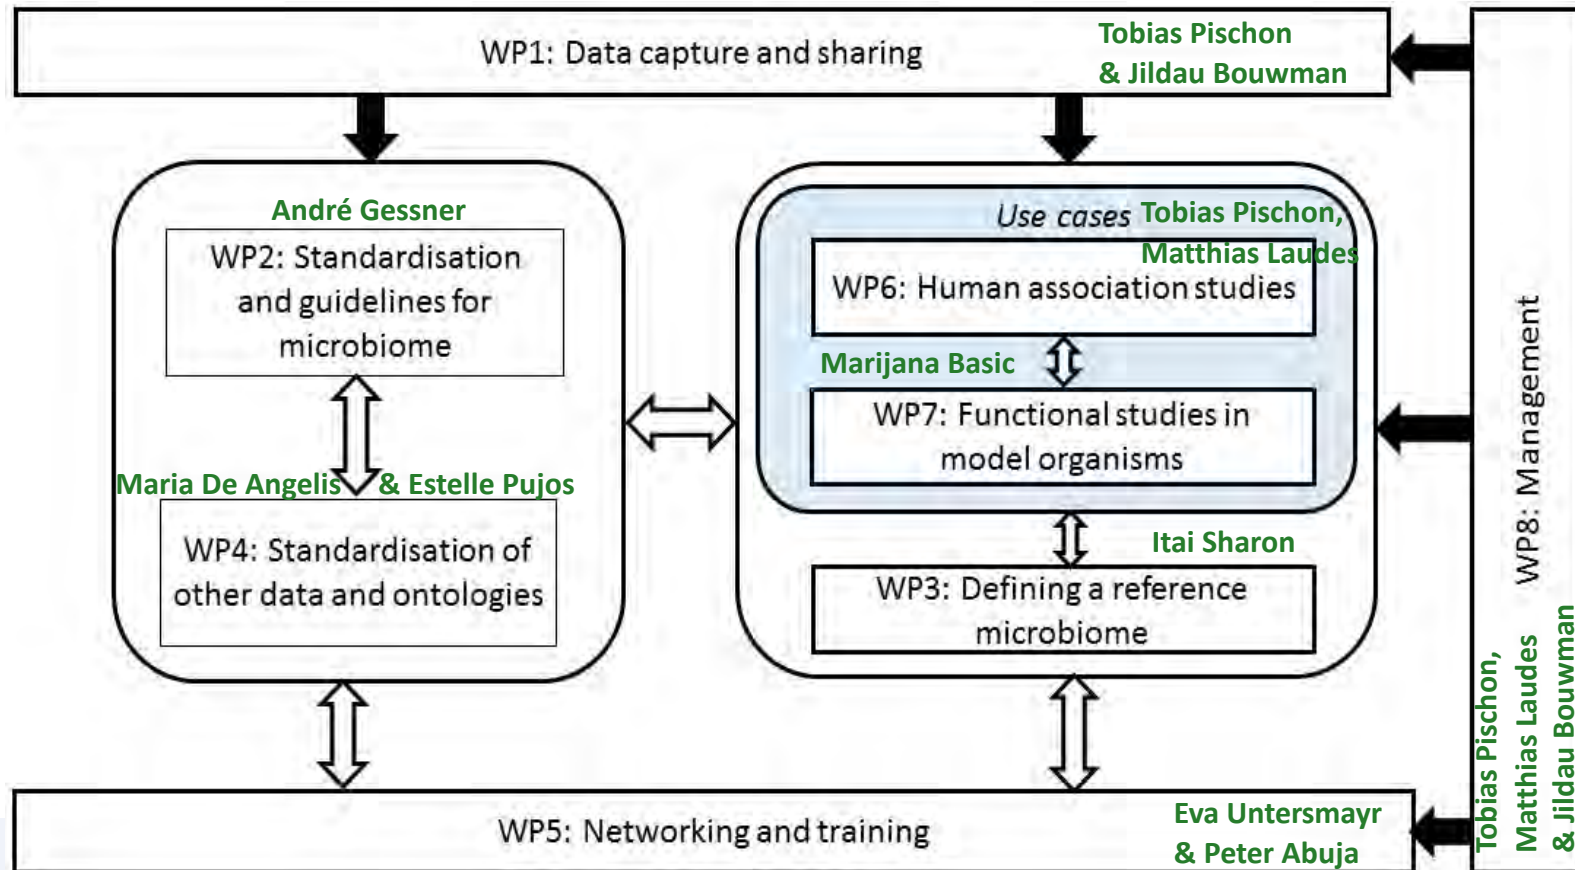 WP1: Data capture and sharing
Tobias Pischon
& Jildau Bouwman
André Gessner
WP2: Standardisation
and guidelines for
microbiome
Maria De Angelis & Estelle Pujos
WP4: Standardisation of
other data and ontologies
Use cases
Tobias Pischon,
Matthias Laudes
WP6: Human association studies
Marijana Basic
WP7: Functional studies in
model organisms
Itai Sharon
WP3: Defining a reference
microbiome
WP5: Networking and training
Eva Untersmayr
& Peter Abuja
WP8: Management
Tobias Pischon,
Matthias Laudes
& Jildau Bouwman